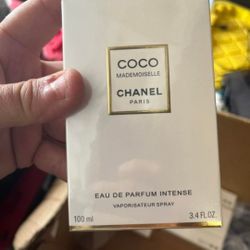 COCO
MADEMOISELLE
CHANEL
PARIS
EAU DE PARFUM INTENSE
VAPORISATEUR SPRAY
100 ml 3.4 FL.OZ.